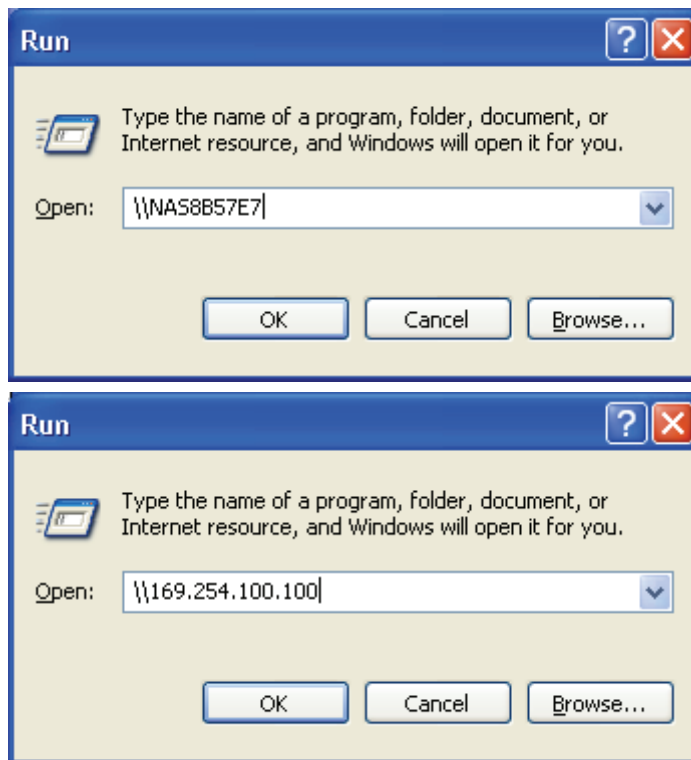 Run
Type the name of a program, folder, document, or
Internet resource, and Windows will open it for you.
Open: \\NAS8B57E7
OK Cancel Browse...
Run
Type the name of a program, folder, document, or
Internet resource, and Windows will open it for you.
Open: \\169.254.100.100
OK Cancel Browse...